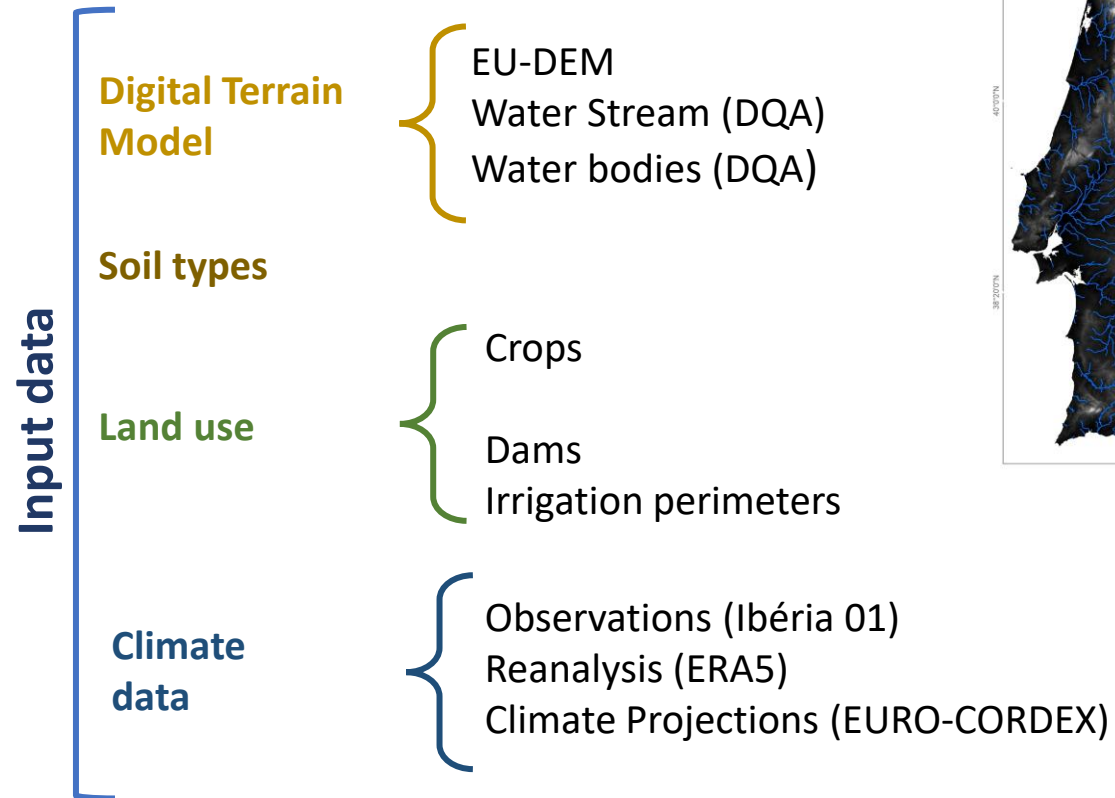 Input data
Digital Terrain
Model
EU-DEM
Water Stream (DQA)
Water bodies (DQA)
Soil types
Land use
Crops
Dams
Irrigation perimeters
Climate
data
Observations (Ibéria 01)
Reanalysis (ERA5)
Climate Projections (EURO-CORDEX)